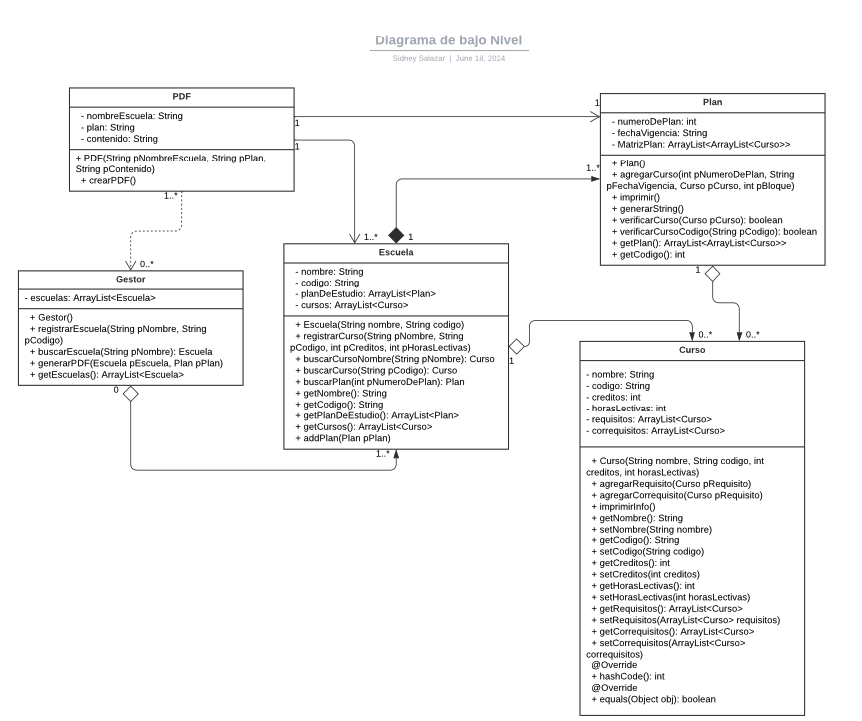 Diagrama de bajo Nivel
Sidney Salazar | June 18, 2024
PDF
- nombreEscuela: String
- plan: String
- contenido: String
+ PDF(String pNombreEscuela, String pPlan,
String pContenido)
+ crearPDF()
1
1
1..*
0..*
1
1..*
1..*
1
Plan
- numeroDePlan: int
- fechaVigencia: String
- MatrizPlan: ArrayList<ArrayList<Curso>>
+ Plan()
+ agregarCurso(int pNumeroDePlan, String
pFechaVigencia, Curso pCurso, int pBloque)
+ imprimir()
+ generarString()
+ verificarCurso(Curso pCurso): boolean
+ verificarCursoCodigo(String pCodigo): boolean
+ getPlan(): ArrayList<ArrayList<Curso>>
+ getCodigo(): int
1
Gestor
- escuelas: ArrayList<Escuela>
+ Gestor()
+ registrarEscuela(String pNombre, String
pCodigo)
+ buscarEscuela(String pNombre): Escuela
+ generarPDF(Escuela pEscuela, Plan pPlan)
+ getEscuelas(): ArrayList<Escuela>
0
Escuela
- nombre: String
- codigo: String
- planDeEstudio: ArrayList<Plan>
- cursos: ArrayList<Curso>
+ Escuela(String nombre, String codigo)
+ registrarCurso(String pNombre, String
pCodigo, int pCreditos, int pHorasLectivas)
+ buscarCursoNombre(String pNombre): Curso
+ buscarCurso(String pCodigo): Curso
+ buscarPlan(int pNumeroDePlan): Plan
+ getNombre(): String
+ getCodigo(): String
+ getPlanDeEstudio(): ArrayList<Plan>
+ getCursos(): ArrayList<Curso>
+ addPlan(Plan pPlan)
1..*
1
0..*
0..*
Curso
- nombre: String
- codigo: String
- creditos: int
- horasLectivas: int
- requisitos: ArrayList<Curso>
- correquisitos: ArrayList<Curso>
+ Curso(String nombre, String codigo, int
creditos, int horasLectivas)
+ agregarRequisito(Curso pRequisito)
+ agregarCorrequisito(Curso pRequisito)
+ imprimirInfo()
+ getNombre(): String
+ setNombre(String nombre)
+ getCodigo(): String
+ setCodigo(String codigo)
+ getCreditos(): int
+ setCreditos(int creditos)
+ getHorasLectivas(): int
+ setHorasLectivas(int horasLectivas)
+ getRequisitos(): ArrayList<Curso>
+ setRequisitos(ArrayList<Curso> requisitos)
+ getCorrequisitos(): ArrayList<Curso>
+ setCorrequisitos(ArrayList<Curso>
correquisitos)
@Override
+ hashCode(): int
@Override
+ equals(Object obj): boolean